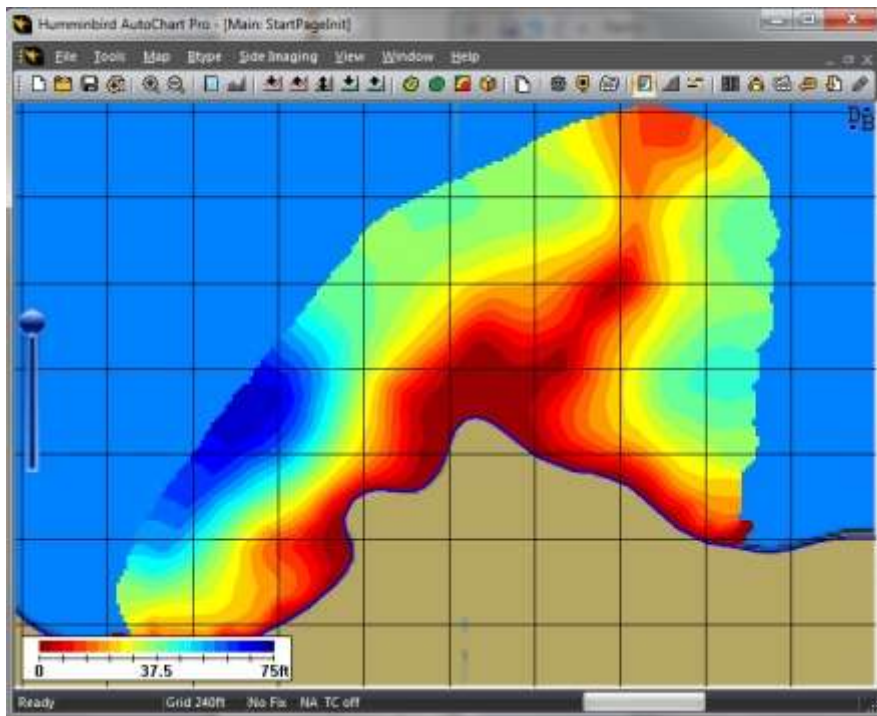 Humminbird AutoChart Pro - [Main: StartPageInit]
File Tools Map Btype Side Imaging View Window Help
0 37.5 75ft
Ready Grid 240ft No Fix NA TC off